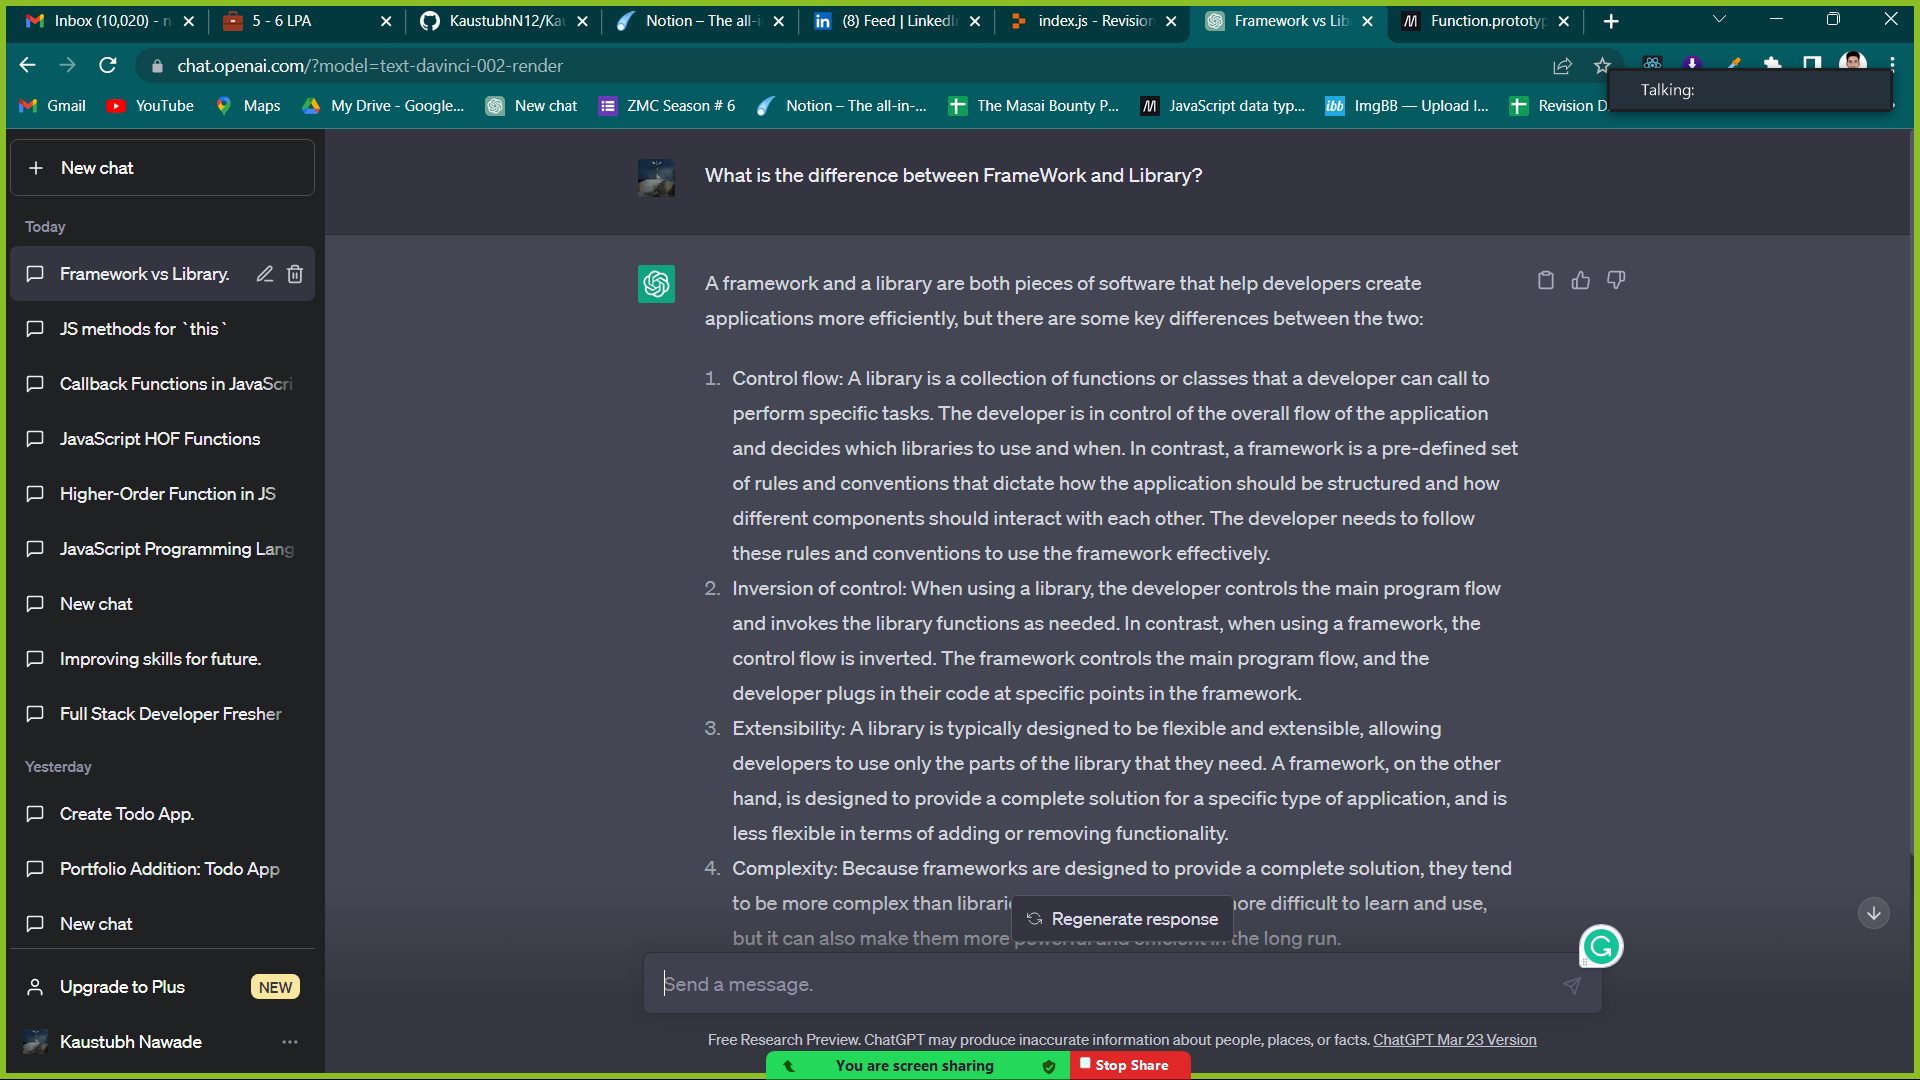 Inbox (10,020) - n
5 - 6 LPA
KaustubhN12/Ka
Notion – The all-i
(8) Feed | LinkedIn
index.js - Revision
Framework vs Lib
Function.prototyp
chat.openai.com/?model=text-davinci-002-render
Talking:
Gmail
YouTube
Maps
My Drive - Google...
New chat
ZMC Season # 6
Notion – The all-in-...
The Masai Bounty P...
JavaScript data typ...
ibb ImgBB — Upload I...
Revision D
New chat
Today
Framework vs Library.
JS methods for `this`
Callback Functions in JavaScri
JavaScript HOF Functions
Higher-Order Function in JS
JavaScript Programming Lang
New chat
Improving skills for future.
Full Stack Developer Fresher
Yesterday
Create Todo App.
Portfolio Addition: Todo App
New chat
Upgrade to Plus NEW
Kaustubh Nawade
What is the difference between FrameWork and Library?
A framework and a library are both pieces of software that help developers create
applications more efficiently, but there are some key differences between the two:
1. Control flow: A library is a collection of functions or classes that a developer can call to
perform specific tasks. The developer is in control of the overall flow of the application
and decides which libraries to use and when. In contrast, a framework is a pre-defined set
of rules and conventions that dictate how the application should be structured and how
different components should interact with each other. The developer needs to follow
these rules and conventions to use the framework effectively.
2. Inversion of control: When using a library, the developer controls the main program flow
and invokes the library functions as needed. In contrast, when using a framework, the
control flow is inverted. The framework controls the main program flow, and the
developer plugs in their code at specific points in the framework.
3. Extensibility: A library is typically designed to be flexible and extensible, allowing
developers to use only the parts of the library that they need. A framework, on the other
hand, is designed to provide a complete solution for a specific type of application, and is
less flexible in terms of adding or removing functionality.
4. Complexity: Because frameworks are designed to provide a complete solution, they tend
to be more complex than librari ore difficult to learn and use,
but it can also make them more powerful and efficient in the long run.
Regenerate response
Send a message.
Free Research Preview. ChatGPT may produce inaccurate information about people, places, or facts. ChatGPT Mar 23 Version
You are screen sharing
Stop Share